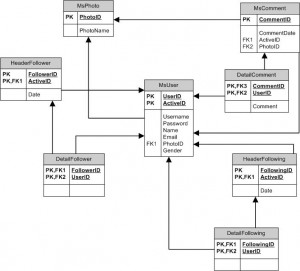 MsPhoto
PK PhotoID
PhotoName
MsComment
PK CommentID
CommentDate
FK1 ActiveID
FK2 PhotoID
HeaderFollower
PK FollowerID
PK,FK1 ActiveID
Date
MsUser
PK UserID
PK ActiveID
Username
Password
Name
Email
FK1 PhotoID
Gender
DetailComment
PK,FK3 CommentID
PK,FK2 UserID
Comment
DetailFollower
PK,FK1 FollowerID
PK,FK2 UserID
HeaderFollowing
PK FollowingID
PK,FK1 ActiveID
Date
DetailFollowing
PK,FK1 FollowingID
PK,FK2 UserID